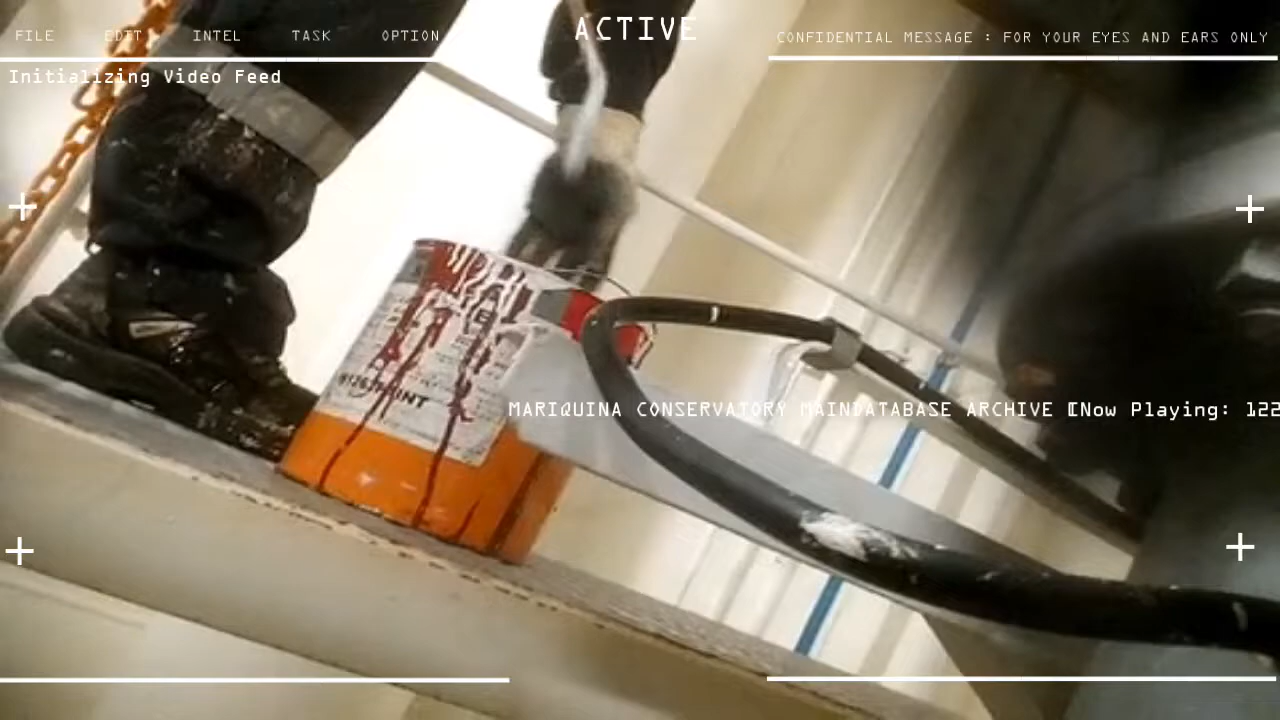 FILE EDIT INTEL TASK OPTION
ACTIVE
CONFIDENTIAL MESSAGE : FOR YOUR EYES AND EARS ONLY
Initializing Video Feed
MARIQUINA CONSERVATORY MAINDATABASE ARCHIVE [Now Playing: 122